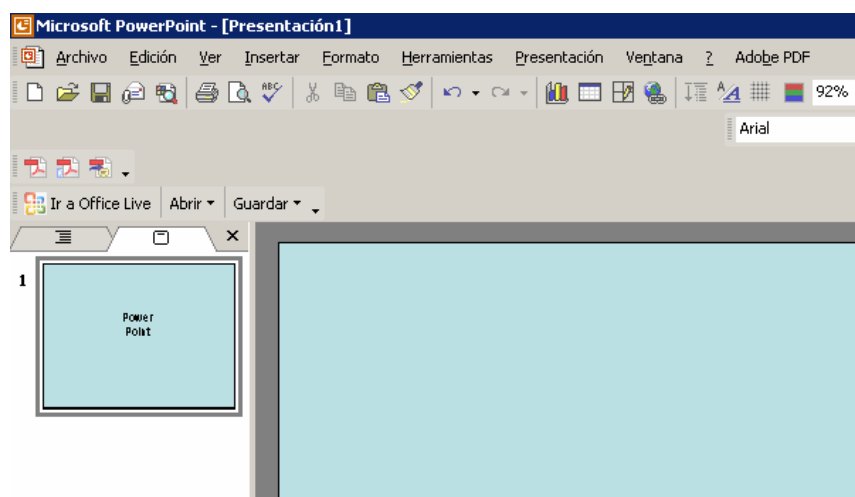 Microsoft PowerPoint - [Presentación1]
Archivo Edición Ver Insertar Formato Herramientas Presentación Ventana ? Adobe PDF
ABC 92%
Arial
Ir a Office Live Abrir Guardar
1
Power
Point